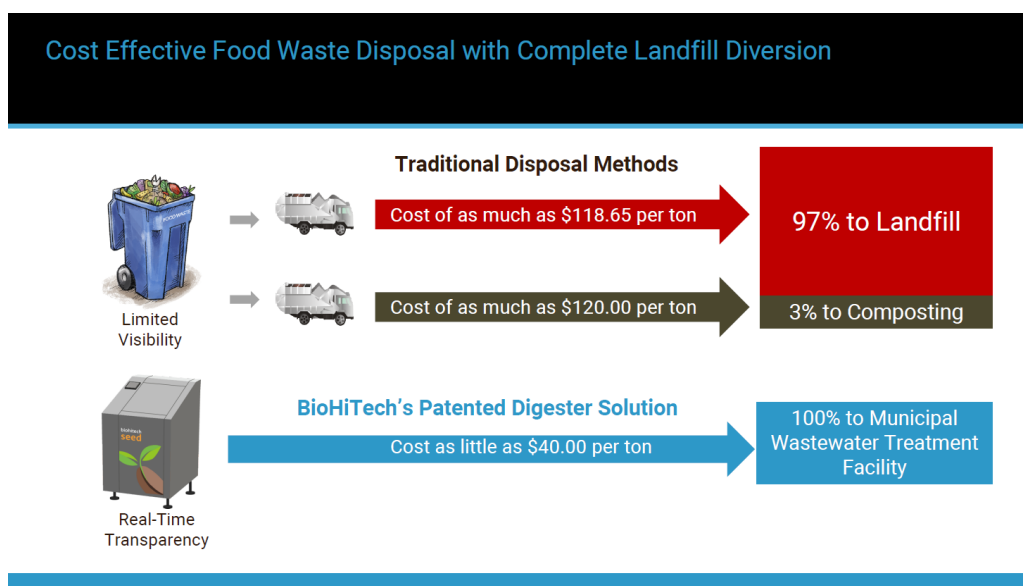 Cost Effective Food Waste Disposal with Complete Landfill Diversion
Traditional Disposal Methods
FOOD WASTE
Cost of as much as $118.65 per ton
97% to Landfill
Cost of as much as $120.00 per ton
3% to Composting
Limited
Visibility
BioHiTech's Patented Digester Solution
Cost as little as $40.00 per ton
100% to Municipal
Wastewater Treatment
Facility
biohitech
seed
Real-Time
Transparency